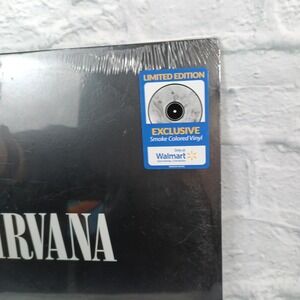 LIMITED EDITION
EXCLUSIVE
Smoke Colored Vinyl
Only at
Walmart
RVANA